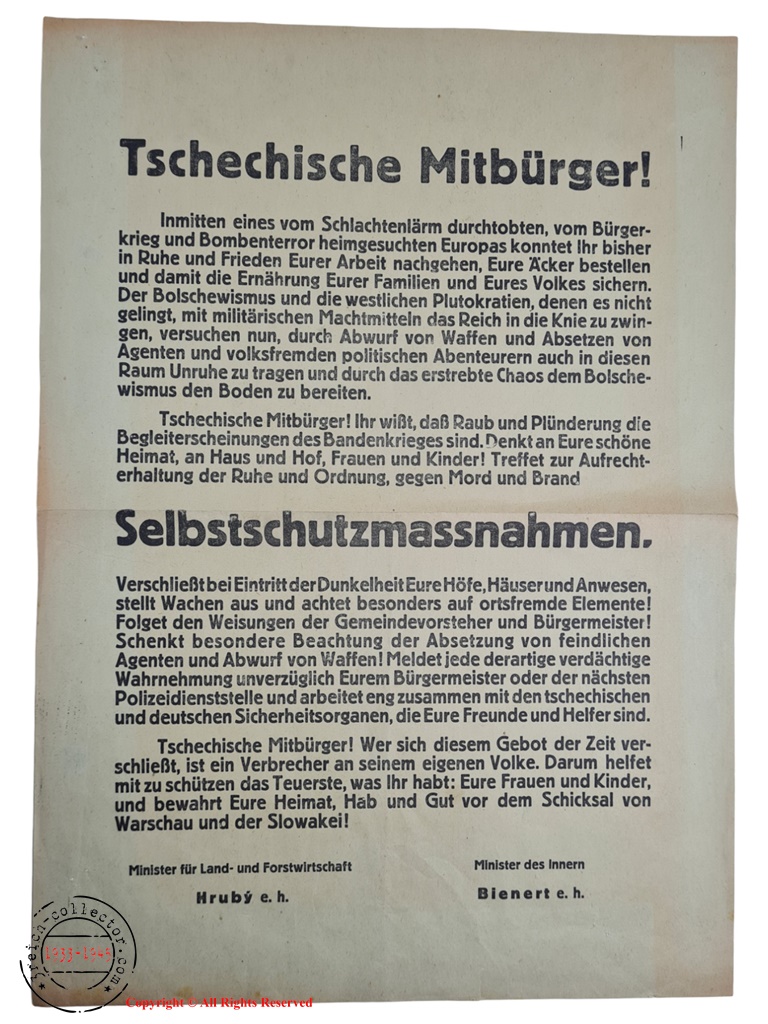 Tschechische Mitbürger!
Inmitten eines vom Schlachtenlärm durchtobten, vom Bürger-
krieg und Bombenterror heimgesuchten Europas konntet Ihr bisher
in Ruhe und Frieden Eurer Arbeit nachgehen, Eure Äcker bestellen
und damit die Ernährung Eurer Familien und Eures Volkes sichern.
Der Bolschewismus und die westlichen Plutokratien, denen es nicht
gelingt, mit militärischen Machtmitteln das Reich in die Knie zu zwin-
gen, versuchen nun, durch Abwurf von Waffen und Absetzen von
Agenten und volksfremden politischen Abenteurern auch in diesen
Raum Unruhe zu tragen und durch das erstrebte Chaos dem Bolsche-
wismus den Boden zu bereiten.
Tschechische Mitbürger! Ihr wißt, daß Raub und Plünderung die
Begleiterscheinungen des Bandenkrieges sind. Denkt an Eure schöne
Heimat, an Haus und Hof, Frauen und Kinder! Treffet zur Aufrecht-
erhaltung der Ruhe und Ordnung, gegen Mord und Brand
Selbstschutzmassnahmen.
Verschließt bei Eintritt der Dunkelheit Eure Höfe, Häuser und Anwesen,
stellt Wachen aus und achtet besonders auf ortsfremde Elemente!
Folget den Weisungen der Gemeindevorsteher und Bürgermeister!
Schenkt besondere Beachtung der Absetzung von feindlichen
Agenten und Abwurf von Waffen! Meldet jede derartige verdächtige
Wahrnehmung unverzüglich Eurem Bürgermeister oder der nächsten
Polizeidienststelle und arbeitet eng zusammen mit den tschechischen
und deutschen Sicherheitsorganen, die Eure Freunde und Helfer sind.
Tschechische Mitbürger! Wer sich diesem Gebot der Zeit ver-
schließt, ist ein Verbrecher an seinem eigenen Volke. Darum helfet
mit zu schützen das Teuerste, was Ihr habt: Eure Frauen und Kinder,
und bewahrt Eure Heimat, Hab und Gut vor dem Schicksal von
Warschau und der Slowakei!
Minister für Land- und Forstwirtschaft
Hrubý e. h.
Minister des Innern
Bienert e. h.
3reich-collector.com
1933-1945
Copyright © All Rights Reserved